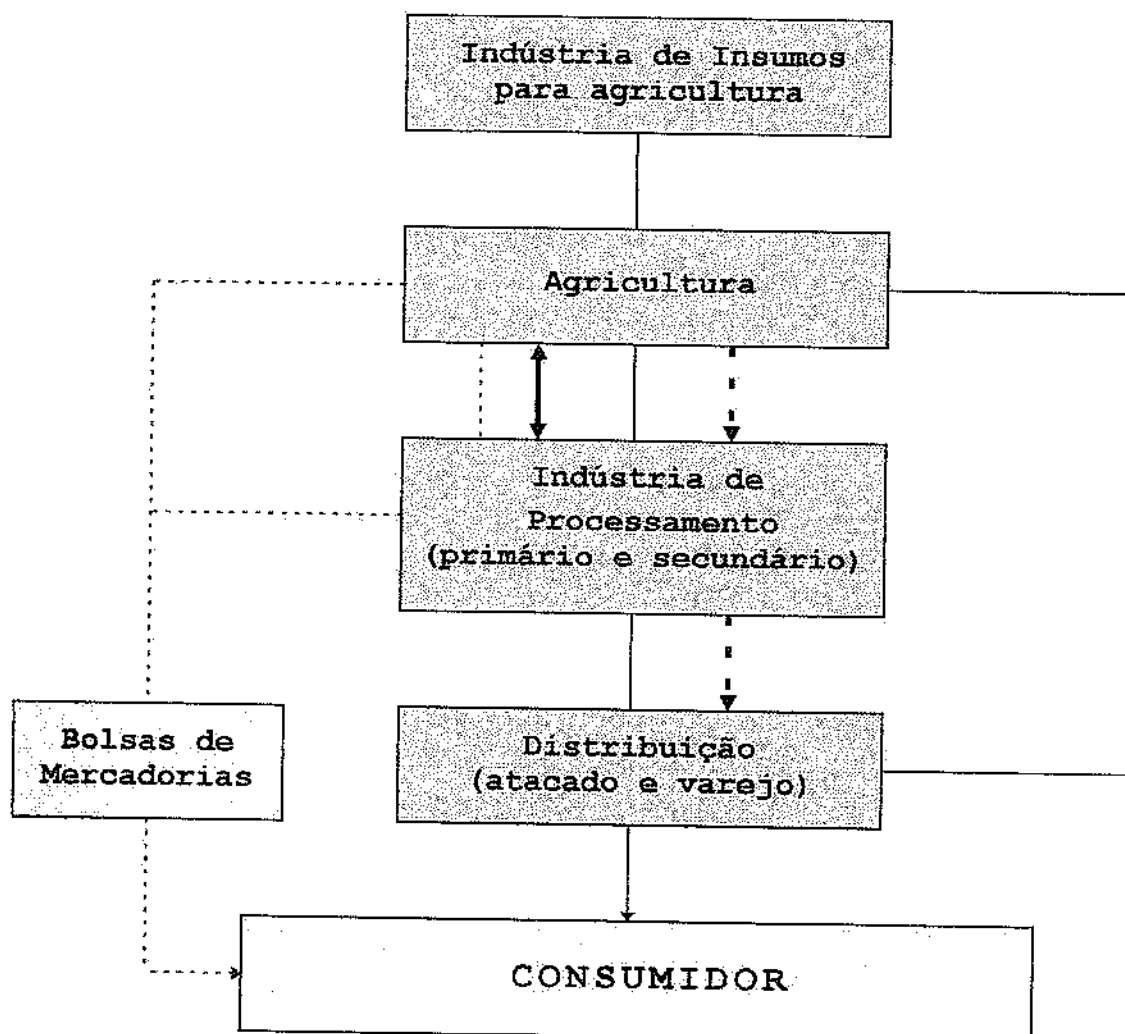 Indústria de Insumos
para agricultura
Agricultura
Indústria de
Processamento
(primário e secundário)
Bolsas de
Mercadorias
Distribuição
(atacado e varejo)
CONSUMIDOR